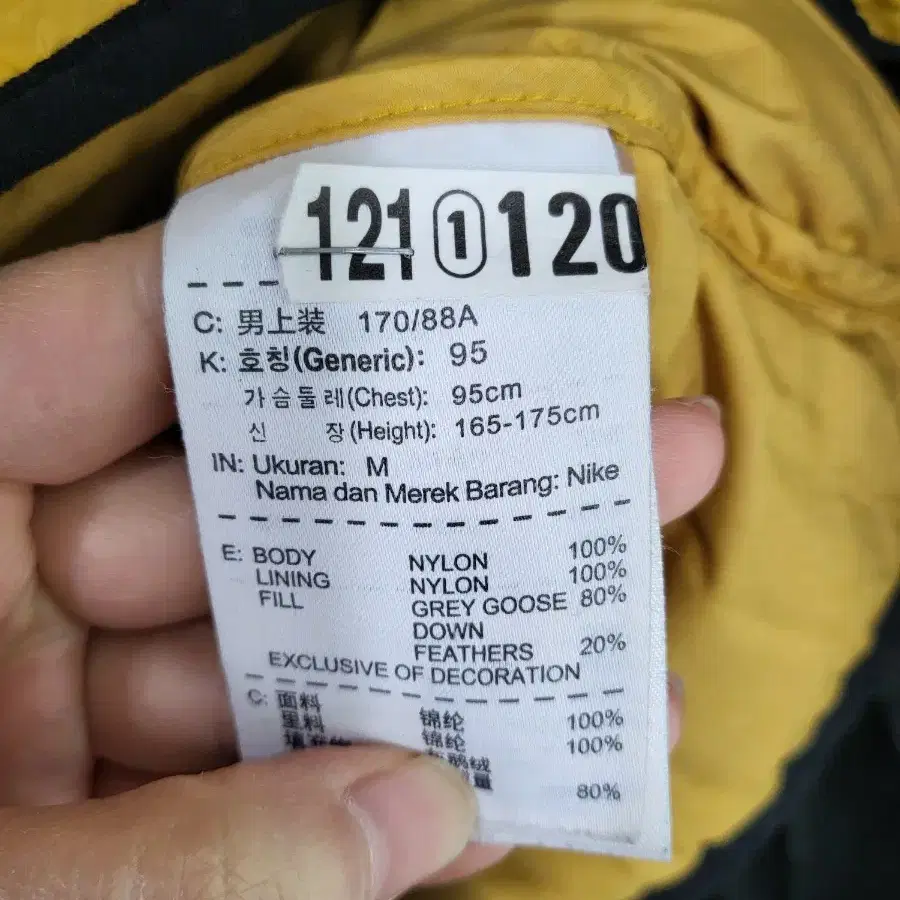 121 ① 120
C: 男上装 170/88A
K: 호칭(Generic): 95
가슴둘레(Chest): 95cm
신 장(Height): 165-175cm
IN: Ukuran: M
Nama dan Merek Barang: Nike
E: BODY NYLON 100%
LINING NYLON 100%
FILL GREY GOOSE 80%
DOWN
FEATHERS 20%
EXCLUSIVE OF DECORATION
C: 面料 锦纶 100%
里料 锦纶 100%
鹅绒
量 80%